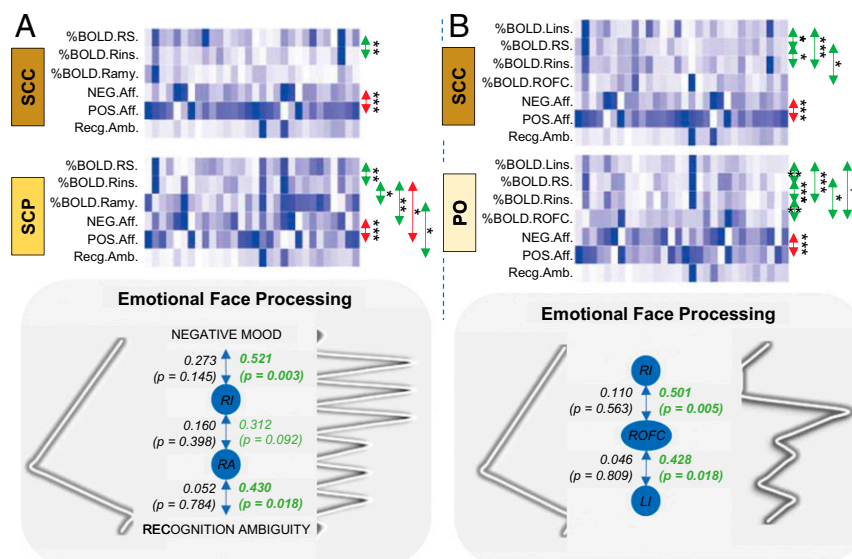 A
%BOLD.RS.
%BOLD.Rins.
%BOLD.Ramy.
NEG.Aff.
POS.Aff.
Recg.Amb.
SCC
***
***
%BOLD.RS.
%BOLD.Rins.
%BOLD.Ramy.
NEG.Aff.
POS.Aff.
Recg.Amb.
SCP
**
*
**
*
*
***
Emotional Face Processing
NEGATIVE MOOD
0.273
(p = 0.145)
0.521
(p = 0.003)
RI
0.160
(p = 0.398)
0.312
(p = 0.092)
RA
0.052
(p = 0.784)
0.430
(p = 0.018)
RECOGNITION AMBIGUITY
B
%BOLD.Lins.
%BOLD.RS.
%BOLD.Rins.
%BOLD.ROFC.
NEG.Aff.
POS.Aff.
Recg.Amb.
SCC
*
*
***
*
***
%BOLD.Lins.
%BOLD.RS.
%BOLD.Rins.
%BOLD.ROFC.
NEG.Aff.
POS.Aff.
Recg.Amb.
PO
***
***
*
*
***
Emotional Face Processing
RI
0.110
(p = 0.563)
0.501
(p = 0.005)
ROFC
0.046
(p = 0.809)
0.428
(p = 0.018)
LI